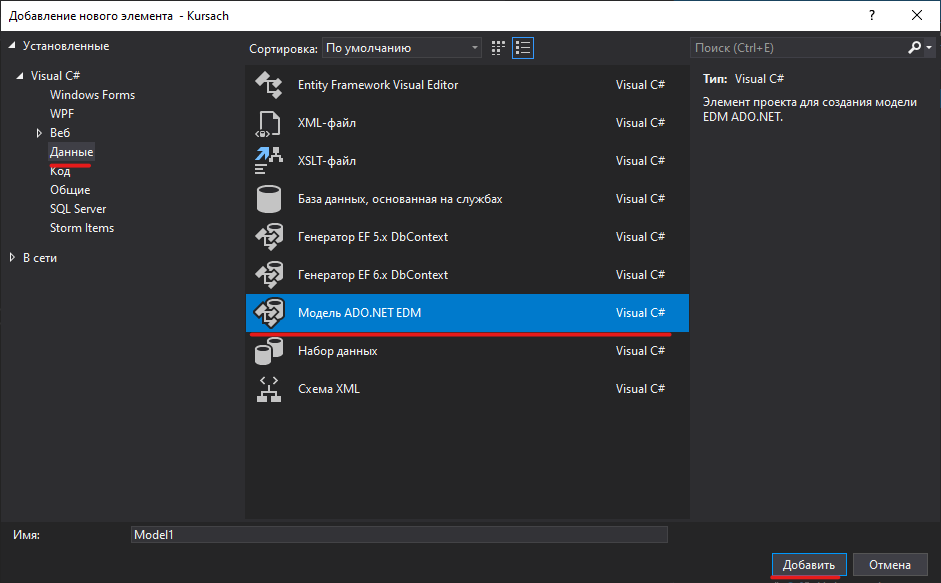 Добавление нового элемента - Kursach
?
Установленные
Visual C#
Windows Forms
WPF
Веб
Данные
Код
Общие
SQL Server
Storm Items
В сети
Сортировка: По умолчанию
Entity Framework Visual Editor Visual C#
XML-файл Visual C#
XSLT-файл Visual C#
База данных, основанная на службах Visual C#
Генератор EF 5.x DbContext Visual C#
Генератор EF 6.x DbContext Visual C#
Модель ADO.NET EDM Visual C#
Набор данных Visual C#
Схема XML Visual C#
Поиск (Ctrl+E)
Тип: Visual C#
Элемент проекта для создания модели
EDM ADO.NET.
Имя: Model1
Добавить Отмена